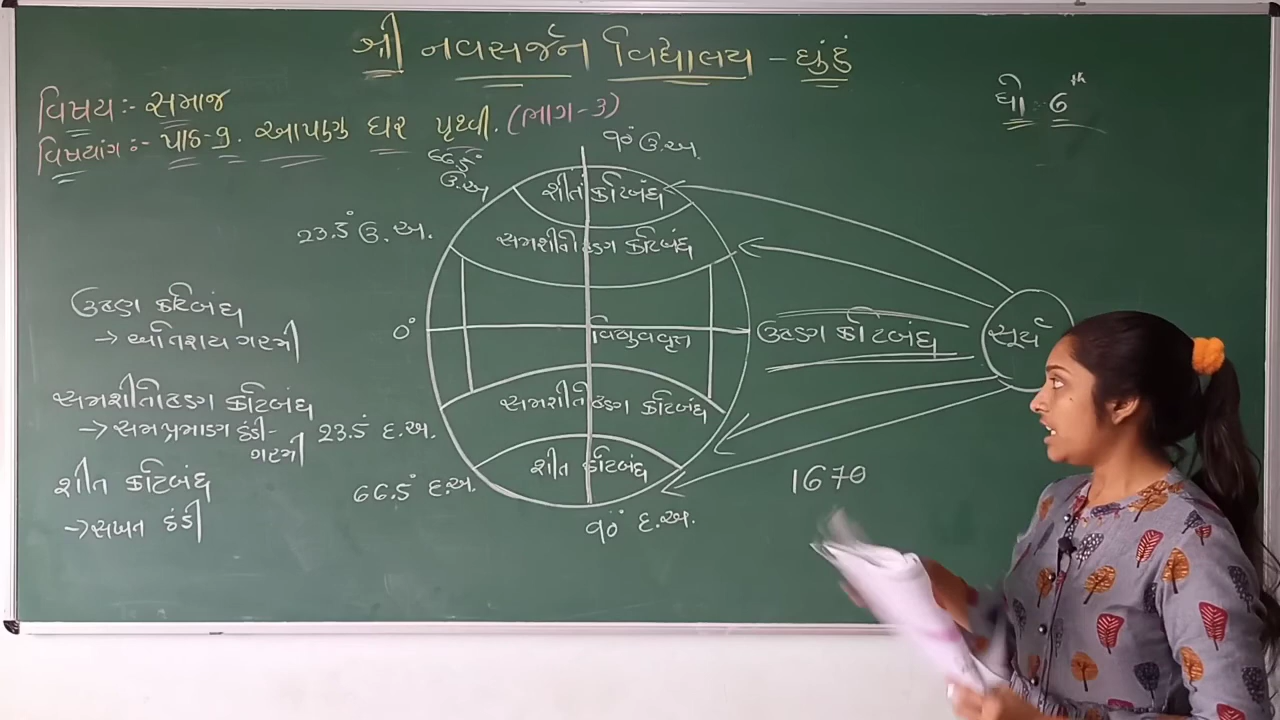 શ્રી નવસર્જન વિદ્યાલય - ધુંદું
ધો :- 6th
વિષય :- સમાજ
વિષયાંગ :- પાઠ-9. આપણુ ઘર પૃથ્વી. (ભાગ-3)
90° ઉ.અ.
66.5° ઉ.અ
શીત કટિબંધ
23.5° ઉ.અ.
સમશીતોષ્ણ કટિબંધ
ઉષ્ણ કટિબંધ
→ અતિશય ગરમી
0°
વિષુવવૃત્ત
ઉષ્ણ કટિબંધ
સૂર્ય
સમશીતોષ્ણ કટિબંધ
→ સમપ્રમાણ ઠંડી-ગરમી
23.5° દ.અ.
સમશીતોષ્ણ કટિબંધ
શીત કટિબંધ
→ સખત ઠંડી
66.5° દ.અ.
શીત કટિબંધ
90° દ.અ.
1670